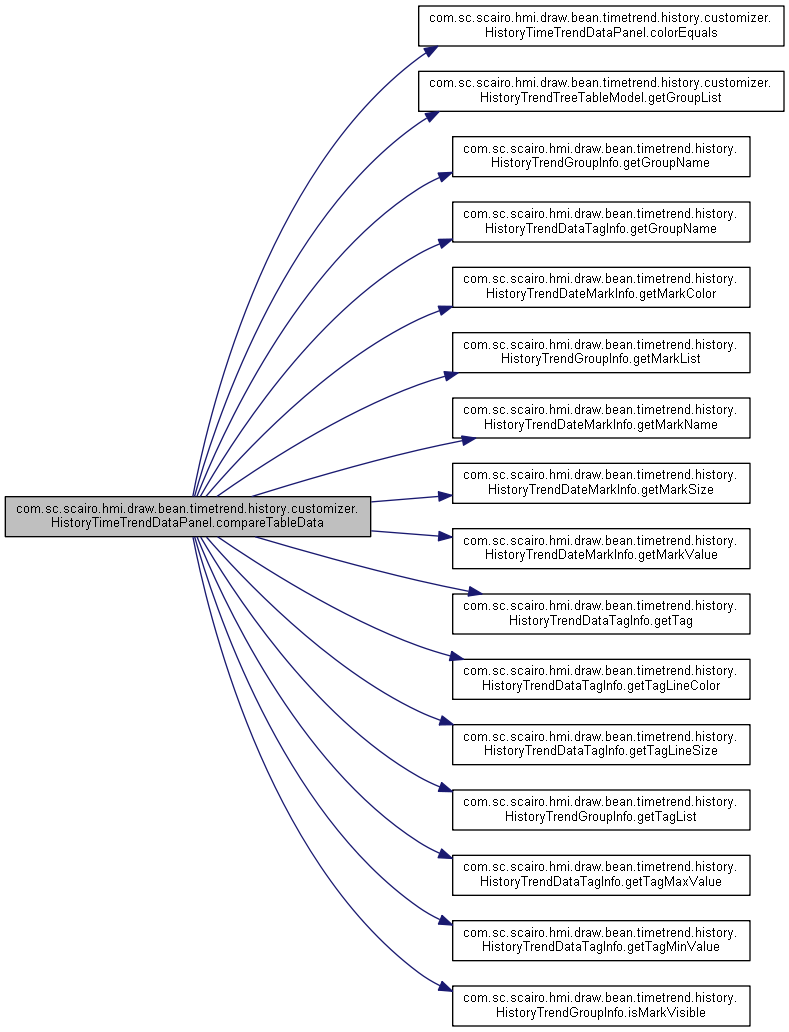 com.sc.scairo.hmi.draw.bean.timetrend.history.customizer.
HistoryTimeTrendDataPanel.colorEquals
com.sc.scairo.hmi.draw.bean.timetrend.history.customizer.
HistoryTrendTreeTableModel.getGroupList
com.sc.scairo.hmi.draw.bean.timetrend.history.
HistoryTrendGroupInfo.getGroupName
com.sc.scairo.hmi.draw.bean.timetrend.history.
HistoryTrendDataTagInfo.getGroupName
com.sc.scairo.hmi.draw.bean.timetrend.history.
HistoryTrendDateMarkInfo.getMarkColor
com.sc.scairo.hmi.draw.bean.timetrend.history.
HistoryTrendGroupInfo.getMarkList
com.sc.scairo.hmi.draw.bean.timetrend.history.
HistoryTrendDateMarkInfo.getMarkName
com.sc.scairo.hmi.draw.bean.timetrend.history.
HistoryTrendDateMarkInfo.getMarkSize
com.sc.scairo.hmi.draw.bean.timetrend.history.customizer.
HistoryTimeTrendDataPanel.compareTableData
com.sc.scairo.hmi.draw.bean.timetrend.history.
HistoryTrendDateMarkInfo.getMarkValue
com.sc.scairo.hmi.draw.bean.timetrend.history.
HistoryTrendDataTagInfo.getTag
com.sc.scairo.hmi.draw.bean.timetrend.history.
HistoryTrendDataTagInfo.getTagLineColor
com.sc.scairo.hmi.draw.bean.timetrend.history.
HistoryTrendDataTagInfo.getTagLineSize
com.sc.scairo.hmi.draw.bean.timetrend.history.
HistoryTrendGroupInfo.getTagList
com.sc.scairo.hmi.draw.bean.timetrend.history.
HistoryTrendDataTagInfo.getTagMaxValue
com.sc.scairo.hmi.draw.bean.timetrend.history.
HistoryTrendDataTagInfo.getTagMinValue
com.sc.scairo.hmi.draw.bean.timetrend.history.
HistoryTrendGroupInfo.isMarkVisible